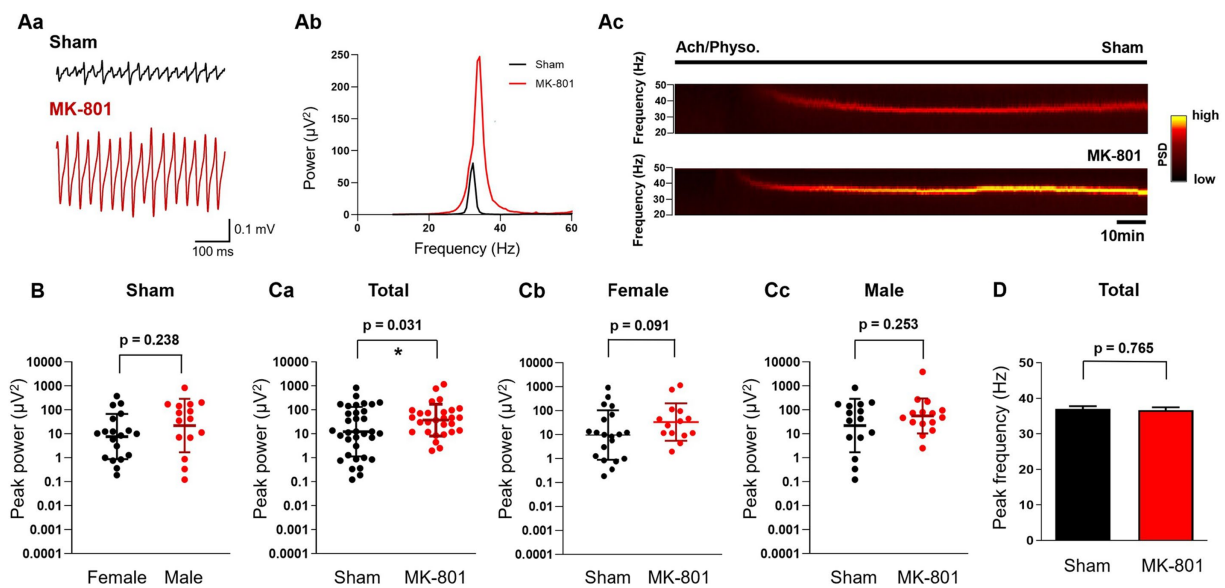 Aa
Sham
MK-801
0.1 mV
100 ms
Ab
250
200
150
100
50
0
0
20
40
60
Power (µV²)
Frequency (Hz)
Sham
MK-801
Ac
Ach/Physo.
Sham
Frequency (Hz)
50
40
30
20
MK-801
Frequency (Hz)
50
40
30
20
10min
high
PSD
low
B
Sham
p = 0.238
Peak power (µV²)
10000
1000
100
10
1
0.1
0.01
0.001
0.0001
Female
Male
Ca
Total
p = 0.031
*
Peak power (µV²)
10000
1000
100
10
1
0.1
0.01
0.001
0.0001
Sham
MK-801
Cb
Female
p = 0.091
Peak power (µV²)
10000
1000
100
10
1
0.1
0.01
0.001
0.0001
Sham
MK-801
Cc
Male
p = 0.253
Peak power (µV²)
10000
1000
100
10
1
0.1
0.01
0.001
0.0001
Sham
MK-801
D
Total
p = 0.765
Peak frequency (Hz)
50
40
30
20
10
0
Sham
MK-801